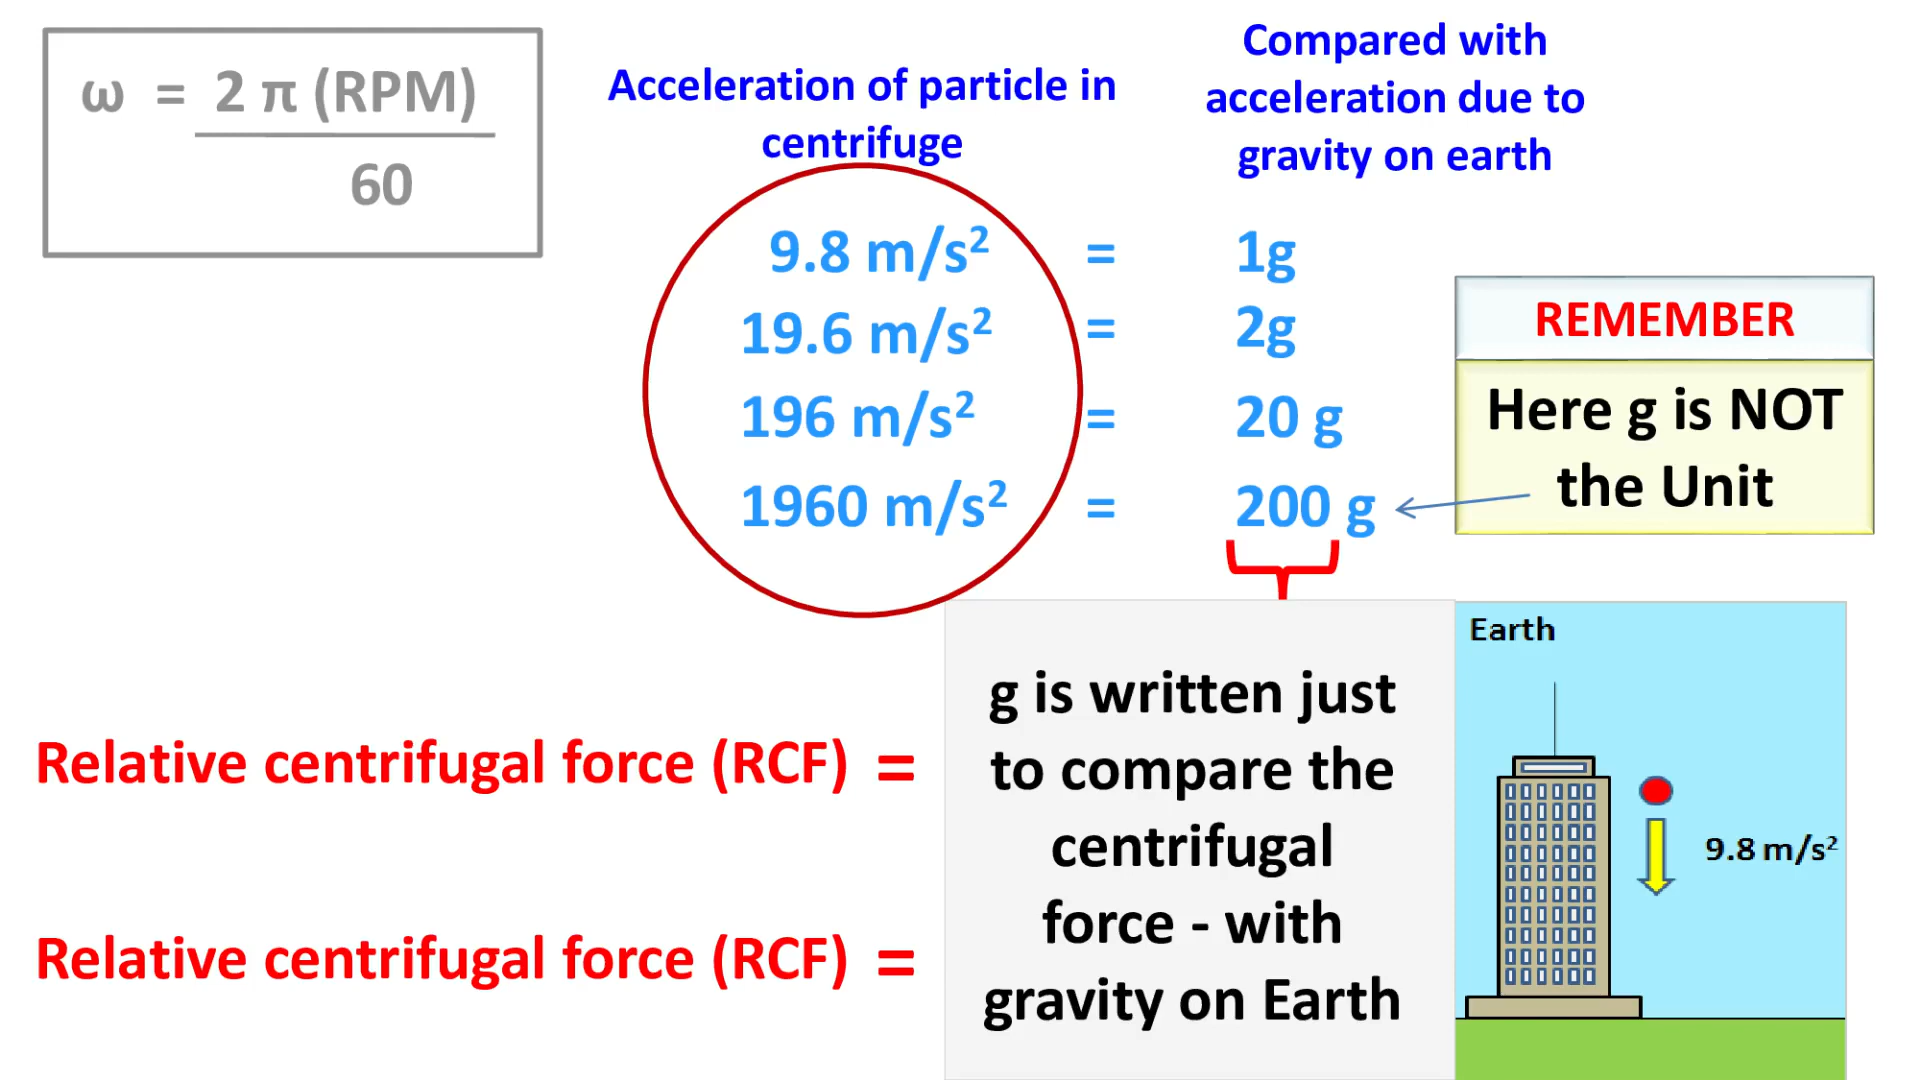 ω = 2 π (RPM)
60
Acceleration of particle in
centrifuge
Compared with
acceleration due to
gravity on earth
9.8 m/s² = 1g
19.6 m/s² = 2g
196 m/s² = 20 g
1960 m/s² = 200 g
REMEMBER
Here g is NOT
the Unit
Relative centrifugal force (RCF) =
Relative centrifugal force (RCF) =
g is written just
to compare the
centrifugal
force - with
gravity on Earth
Earth
9.8 m/s²